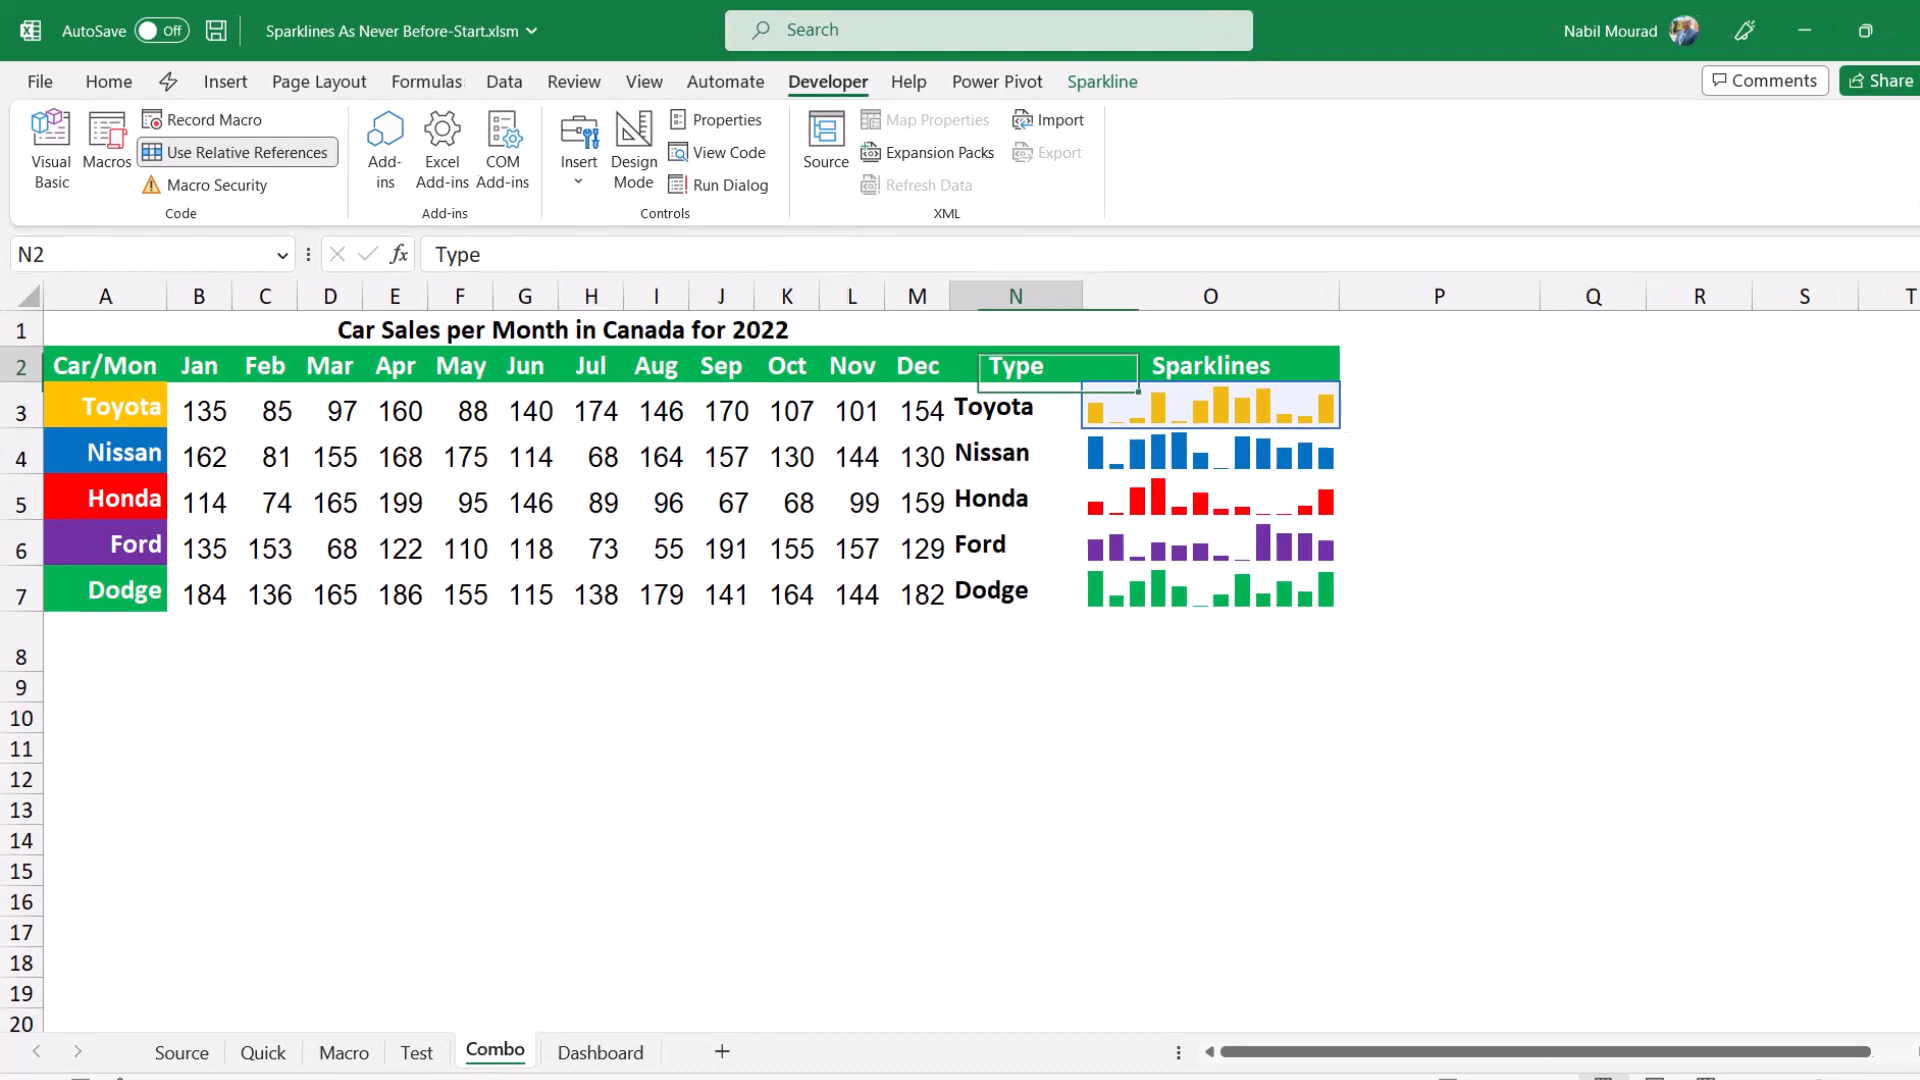 AutoSave Off Sparklines As Never Before-Start.xlsm Search Nabil Mourad
File Home Insert Page Layout Formulas Data Review View Automate Developer Help Power Pivot Sparkline Comments Share
Visual Basic
Macros
Record Macro
Use Relative References
Macro Security
Code
Add-ins
Excel Add-ins
COM Add-ins
Add-ins
Insert
Design Mode
Properties
View Code
Run Dialog
Controls
Source
Map Properties
Expansion Packs
Refresh Data
Import
Export
XML
N2 fx Type
A B C D E F G H I J K L M N O P Q R S T
1 Car Sales per Month in Canada for 2022
2 Car/Mon Jan Feb Mar Apr May Jun Jul Aug Sep Oct Nov Dec Type Sparklines
3 Toyota 135 85 97 160 88 140 174 146 170 107 101 154 Toyota
4 Nissan 162 81 155 168 175 114 68 164 157 130 144 130 Nissan
5 Honda 114 74 165 199 95 146 89 96 67 68 99 159 Honda
6 Ford 135 153 68 122 110 118 73 55 191 155 157 129 Ford
7 Dodge 184 136 165 186 155 115 138 179 141 164 144 182 Dodge
8
9
10
11
12
13
14
15
16
17
18
19
20
Source Quick Macro Test Combo Dashboard